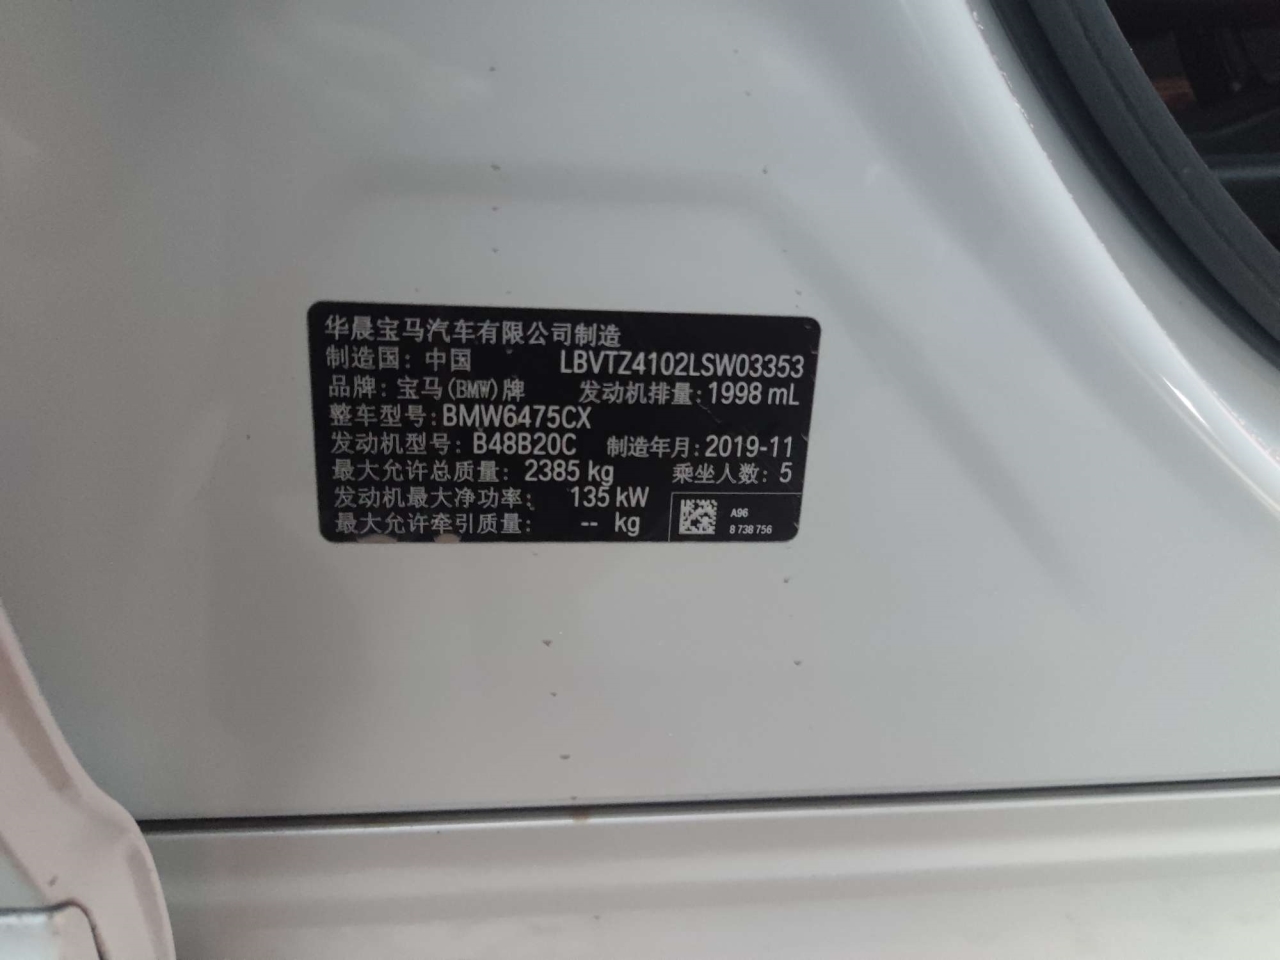 华晨宝马汽车有限公司制造
制造国：中国 LBVTZ4102LSW03353
品牌：宝马(BMW)牌 发动机排量：1998 mL
整车型号：BMW6475CX
发动机型号：B48B20C 制造年月：2019-11
最大允许总质量：2385 kg 乘坐人数：5
发动机最大净功率：135 kW
最大允许牵引质量：-- kg
A96
8 738 756